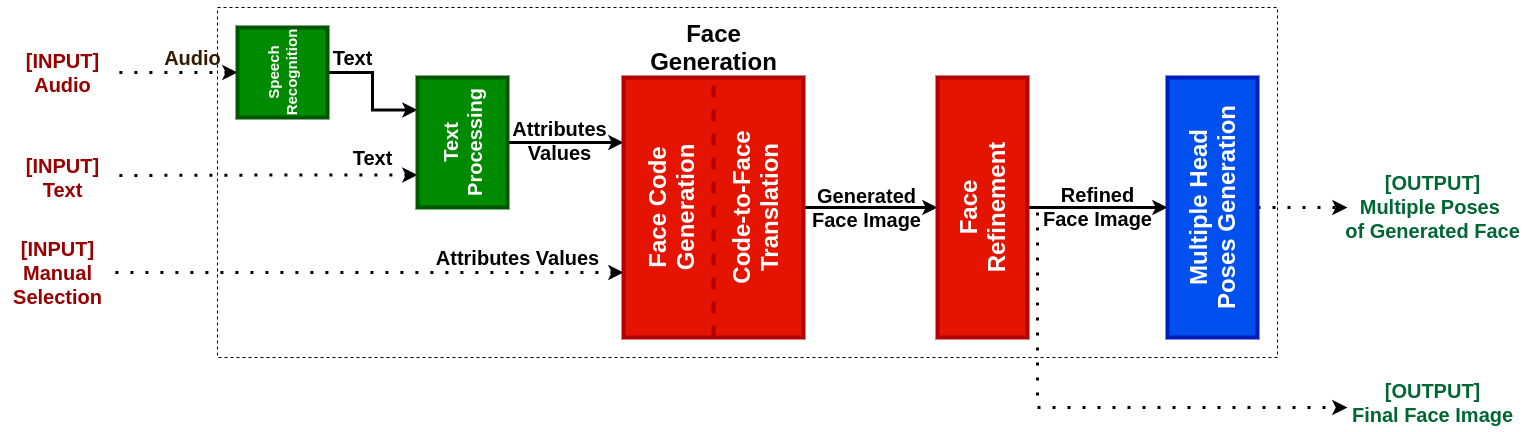 [INPUT]
Audio
Audio
Speech
Recognition
Text
[INPUT]
Text
Text
Text
Processing
Attributes
Values
[INPUT]
Manual
Selection
Attributes Values
Face
Generation
Face Code
Generation
Code-to-Face
Translation
Generated
Face Image
Face
Refinement
Refined
Face Image
Multiple Head
Poses Generation
[OUTPUT]
Multiple Poses
of Generated Face
[OUTPUT]
Final Face Image